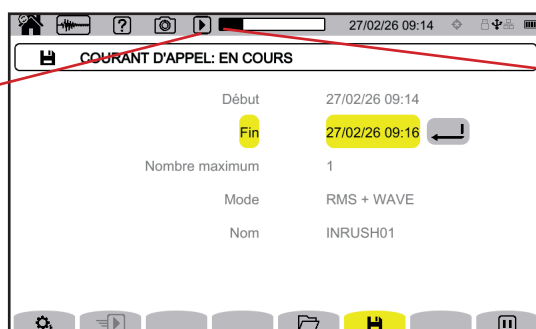 27/02/26 09:14
COURANT D'APPEL: EN COURS
Début 27/02/26 09:14
Fin 27/02/26 09:16
Nombre maximum 1
Mode RMS + WAVE
Nom INRUSH01